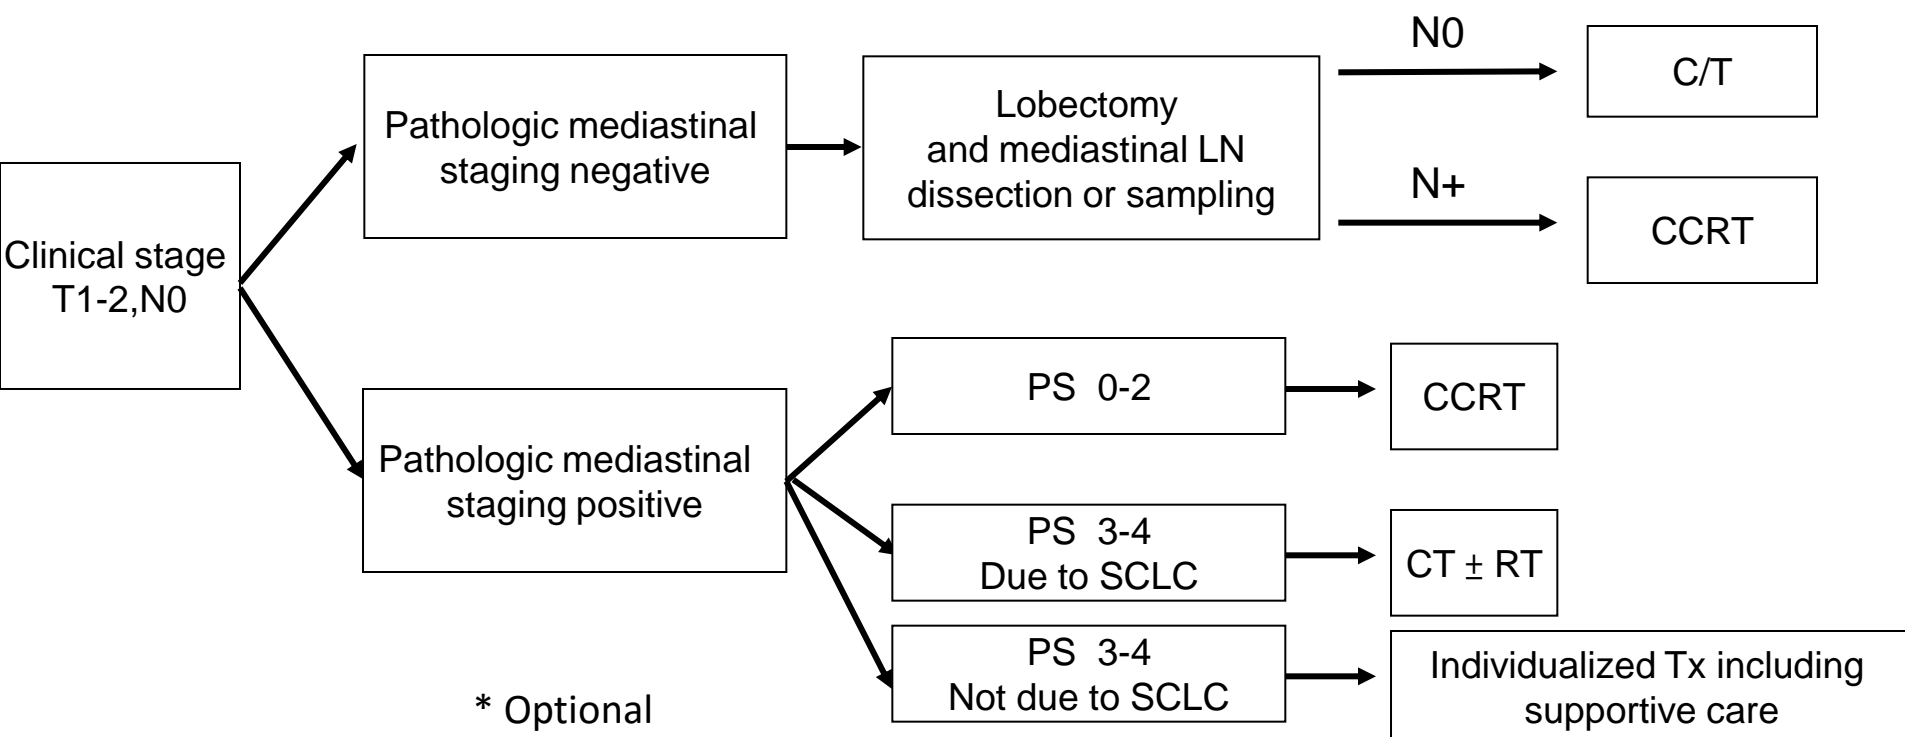 Clinical stage
T1-2,N0
Pathologic mediastinal
staging negative
Lobectomy
and mediastinal LN
dissection or sampling
N0
C/T
N+
CCRT
Pathologic mediastinal
staging positive
PS 0-2
CCRT
PS 3-4
Due to SCLC
CT ± RT
PS 3-4
Not due to SCLC
Individualized Tx including
supportive care
* Optional